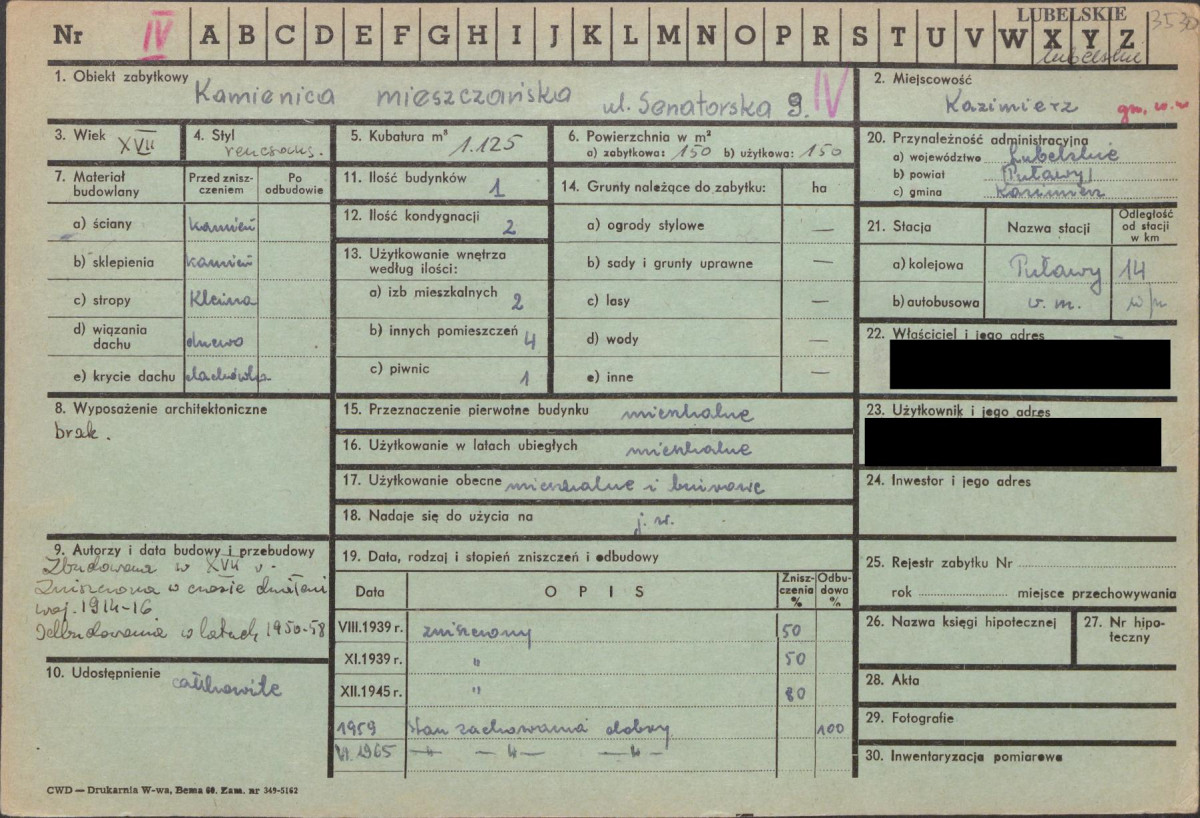 LUBELSKIE
3530
Nr IV A B C D E F G H I J K L M N O P R S T U V W X Y Z
lubelskie
1. Obiekt zabytkowy
Kamienica mieszczańska ul. Senatorska 9. IV
2. Miejscowość
Kazimierz gm. w. m
3. Wiek XVII
4. Styl
renesans.
5. Kubatura m³ 1.125
6. Powierzchnia w m²
a) zabytkowa: 150 b) użytkowa: 150
20. Przynależność administracyjna
a) województwo Lubelskie
b) powiat Puławy
c) gmina Kazimierz
7. Materiał budowlany
Przed zniszczeniem
Po odbudowie
a) ściany kamień
b) sklepienia kamień
c) stropy Kleina
d) wiązania dachu drewo
e) krycie dachu dachówka
11. Ilość budynków 1
12. Ilość kondygnacji 2
13. Użytkowanie wnętrza
według ilości:
a) izb mieszkalnych 2
b) innych pomieszczeń 4
c) piwnic 1
14. Grunty należące do zabytku: ha
a) ogrody stylowe —
b) sady i grunty uprawne —
c) lasy —
d) wody —
e) inne —
21. Stacja
Nazwa stacji
Odległość
od stacji
w km
a) kolejowa Puławy 14
b) autobusowa w. m.
22. Właściciel i jego adres
23. Użytkownik i jego adres
24. Inwestor i jego adres
8. Wyposażenie architektoniczne
brak.
15. Przeznaczenie pierwotne budynku mieszkalne
16. Użytkowanie w latach ubiegłych mieszkalne
17. Użytkowanie obecne mieszkalne i biurowe
18. Nadaje się do użycia na j. w.
9. Autorzy i data budowy i przebudowy
Zbudowana w XVII w.
Zniszczona w czasie działań
woj. 1914-16
Odbudowana w latach 1950-58
10. Udostępnienie
całkowite
19. Data, rodzaj i stopień zniszczeń i odbudowy
Data
OPIS
Zniszczenia
%
Odbudowa
%
VIII.1939 r. zniszczony 50
XI.1939 r. " 50
XII.1945 r. " 80
1959 stan zachowania dobry 100
VI.1965 — " — — " — — " —
25. Rejestr zabytku Nr
rok miejsce przechowywania
26. Nazwa księgi hipotecznej
27. Nr hipoteczny
28. Akta
29. Fotografie
30. Inwentaryzacja pomiarowa
CWD — Drukarnia W-wa, Bema 60. Zam. nr 349-5162